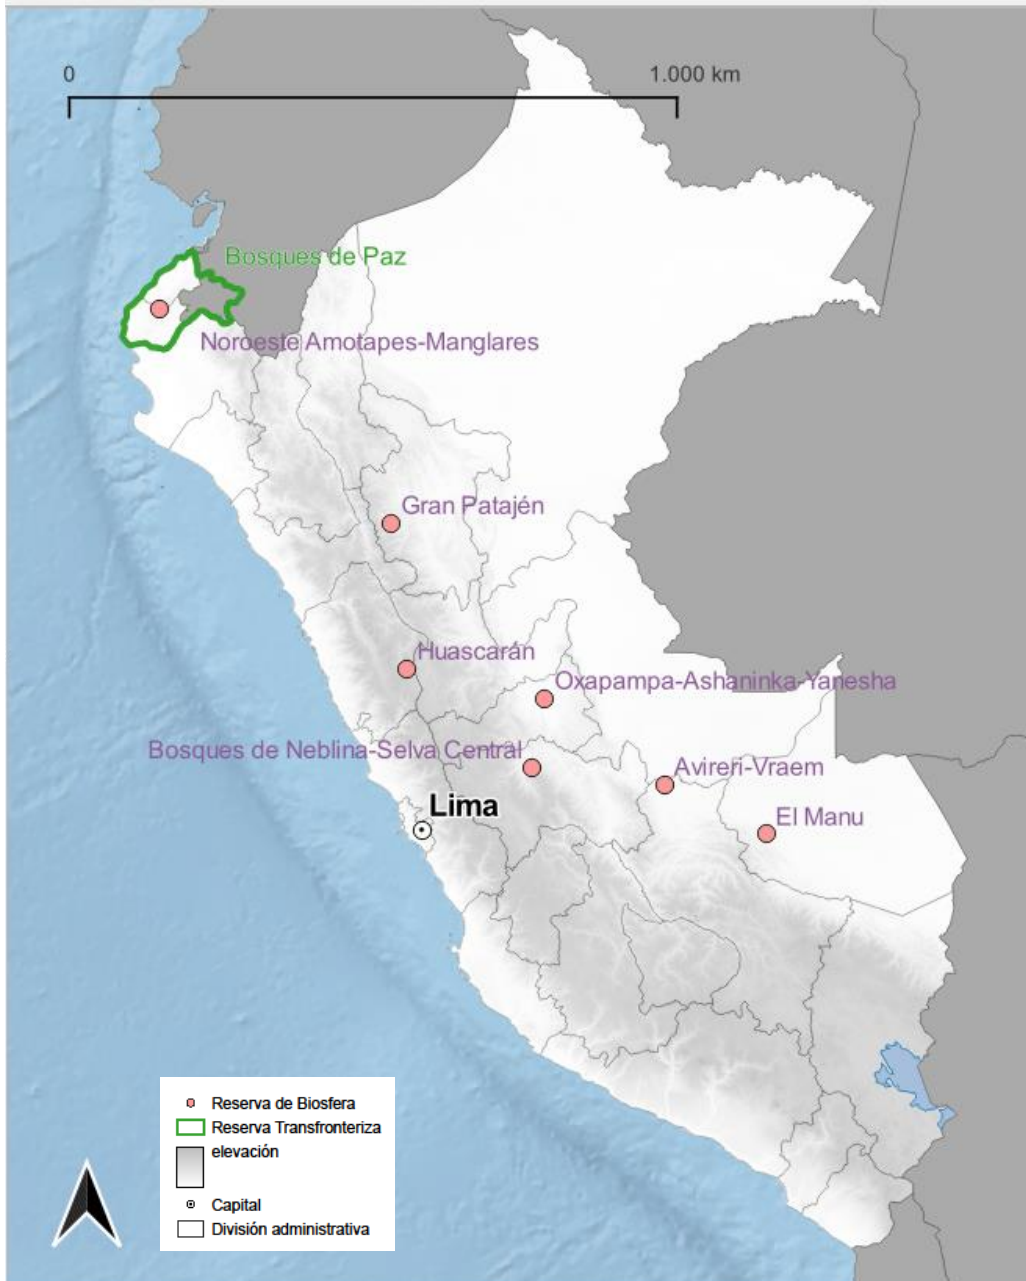 0
1.000 km
Bosques de Paz
Noroeste Amotapes-Manglares
Gran Patajén
Huascarán
Oxapampa-Ashaninka-Yanesha
Bosques de Neblina-Selva Central
Avireri-Vraem
Lima
El Manu
Reserva de Biosfera
Reserva Transfronteriza
elevación
Capital
División administrativa